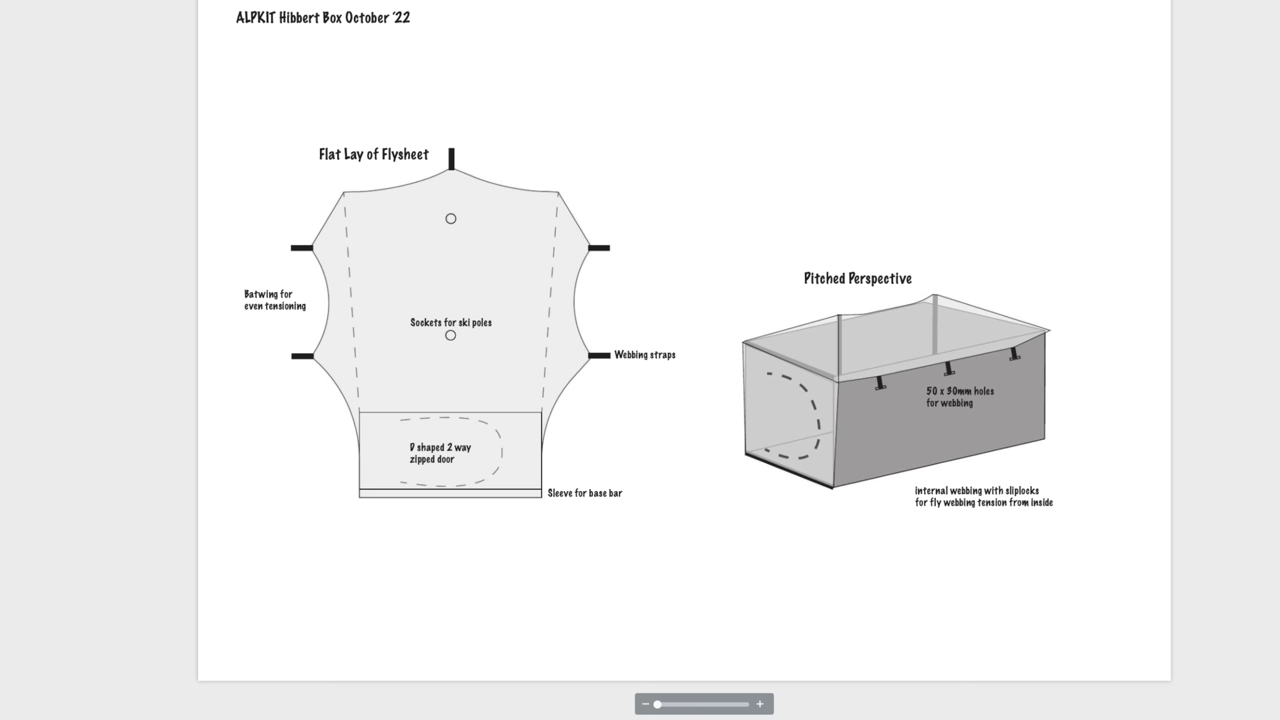 ALPKIT Hibbert Box October '22
Flat Lay of Flysheet
Batwing for
even tensioning
Sockets for ski poles
Webbing straps
D shaped 2 way
zipped door
Sleeve for base bar
Pitched Perspective
50 x 30mm holes
for webbing
internal webbing with sliplocks
for fly webbing tension from inside